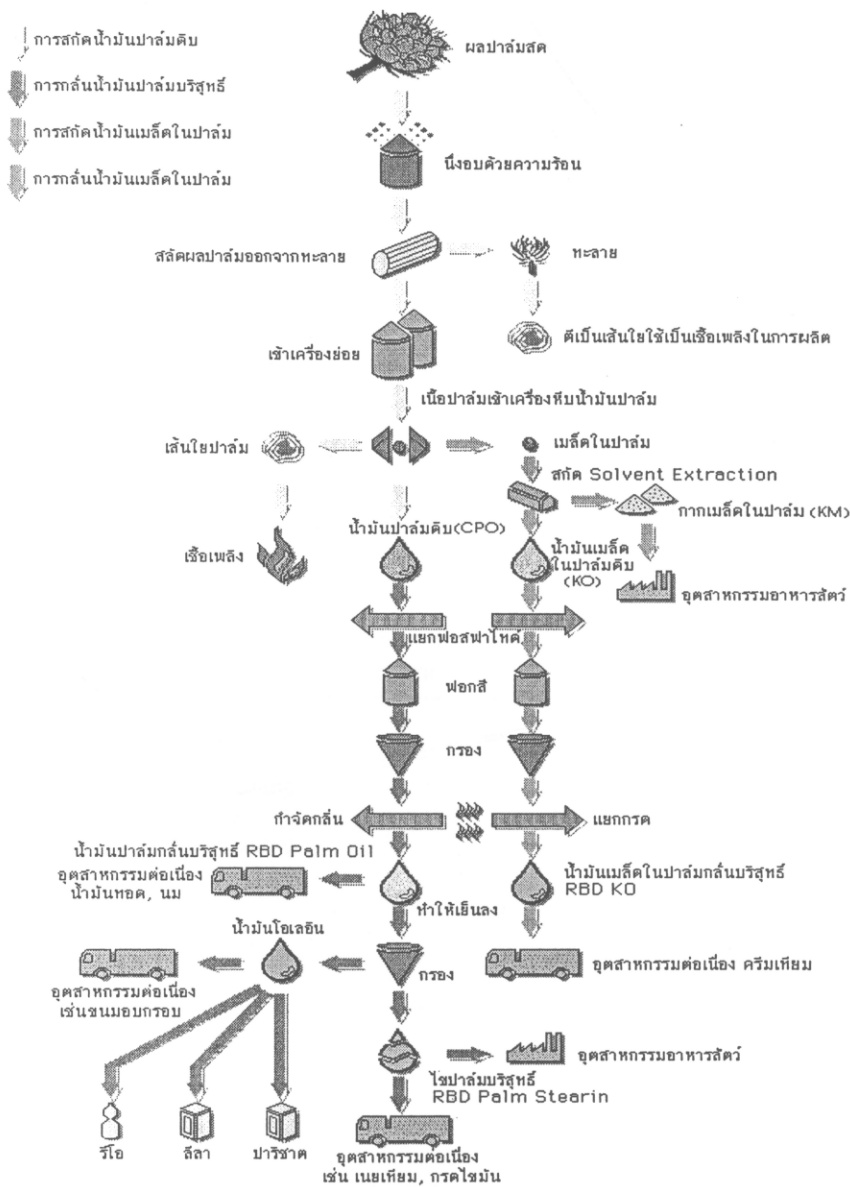 การสกัดน้ำมันปาล์มดิบ
การกลั่นน้ำมันปาล์มบริสุทธิ์
การสกัดน้ำมันเมล็ดในปาล์ม
การกลั่นน้ำมันเมล็ดในปาล์ม
ผลปาล์มสด
นึ่งอบด้วยความร้อน
สลัดผลปาล์มออกจากทะลาย
ทะลาย
เข้าเครื่องย่อย
ตีเป็นเส้นใยใช้เป็นเชื้อเพลิงในการผลิต
เนื้อปาล์มเข้าเครื่องหีบน้ำมันปาล์ม
เส้นใยปาล์ม
เมล็ดในปาล์ม
สกัด Solvent Extraction
กากเมล็ดในปาล์ม (KM)
น้ำมันปาล์มดิบ(CPO)
เชื้อเพลิง
น้ำมันเมล็ด
ในปาล์มดิบ
(KO)
อุตสาหกรรมอาหารสัตว์
แยกฟอสฟาไทด์
ฟอกสี
กรอง
กำจัดกลิ่น
แยกกรด
น้ำมันปาล์มกลั่นบริสุทธิ์ RBD Palm Oil
อุตสาหกรรมต่อเนื่อง
น้ำมันทอด, นม
น้ำมันเมล็ดในปาล์มกลั่นบริสุทธิ์
RBD KO
ทำให้เย็นลง
น้ำมันโอเลอิน
กรอง
อุตสาหกรรมต่อเนื่อง ครีมเทียม
อุตสาหกรรมต่อเนื่อง
เช่นขนมอบกรอบ
อุตสาหกรรมอาหารสัตว์
ไขปาล์มบริสุทธิ์
RBD Palm Stearin
รีโอ
ลีลา
ปาริชาต
อุตสาหกรรมต่อเนื่อง
เช่น เนยเทียม, กรดไขมัน